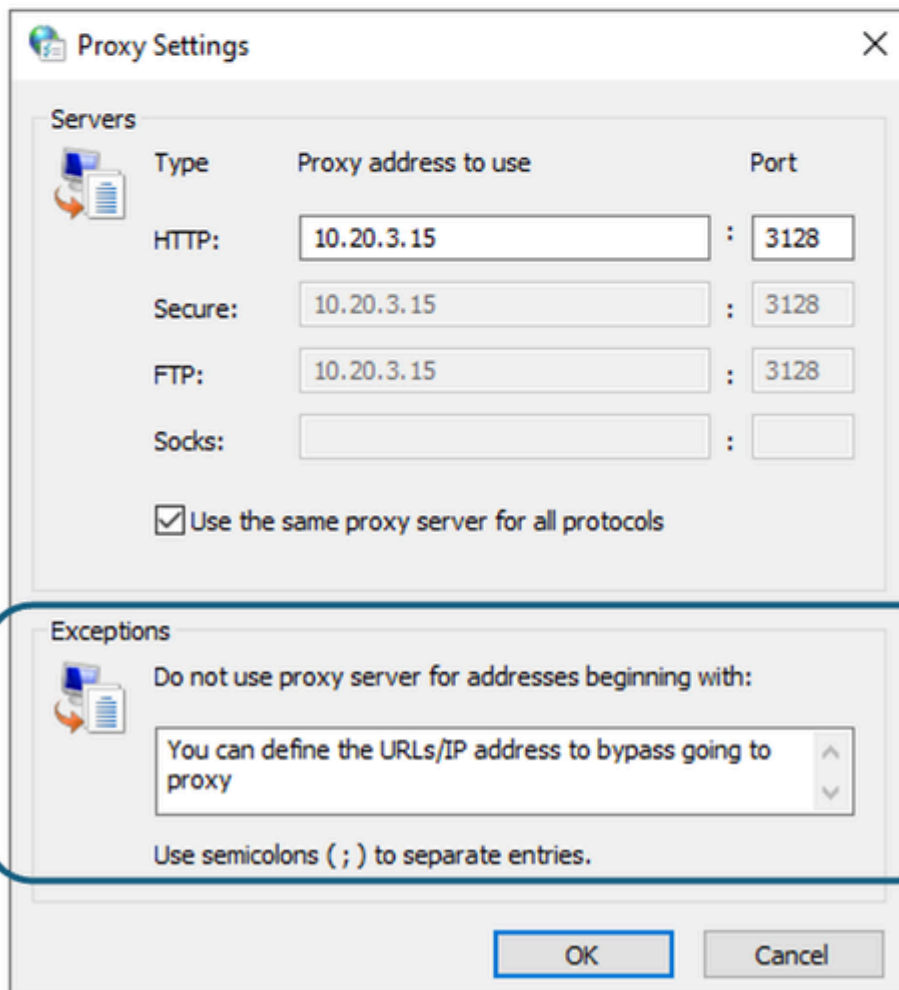 Proxy Settings
Servers
Type Proxy address to use Port
HTTP: 10.20.3.15 : 3128
Secure: 10.20.3.15 : 3128
FTP: 10.20.3.15 : 3128
Socks: :
Use the same proxy server for all protocols
Exceptions
Do not use proxy server for addresses beginning with:
You can define the URLs/IP address to bypass going to
proxy
Use semicolons ( ; ) to separate entries.
OK Cancel